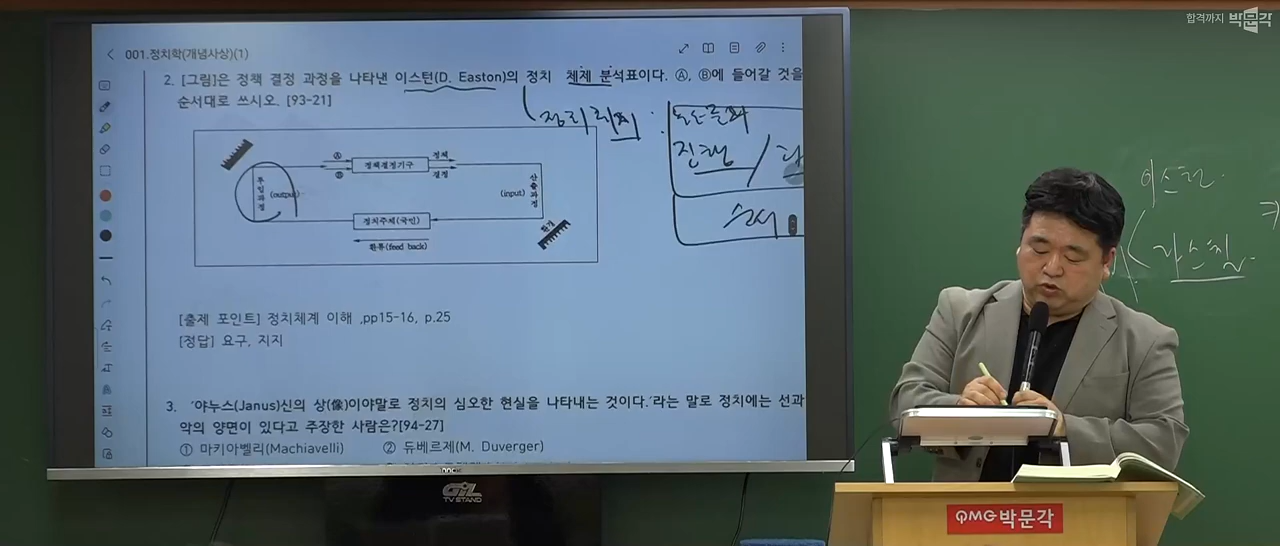 합격까지 박문각
001.정치학(개념사상)(1)
2. [그림]은 정책 결정 과정을 나타낸 이스턴(D. Easton)의 정치 체제 분석표이다. Ⓐ, Ⓑ에 들어갈 것을
순서대로 쓰시오. [93-21]
Ⓐ
Ⓑ
정책결정기구
정책
결정
투입과정
(output)
(input)
산출과정
정치주체(국민)
환류(feed back)
환경
[출제 포인트] 정치체계 이해 ,pp15-16, p.25
[정답] 요구, 지지
3. '야누스(Janus)신의 상(像)이야말로 정치의 심오한 현실을 나타내는 것이다.'라는 말로 정치에는 선과
악의 양면이 있다고 주장한 사람은?[94-27]
① 마키아벨리(Machiavelli)
② 듀베르제(M. Duverger)
이스턴
라스웰
GIL
TV STAND
PMG 박문각